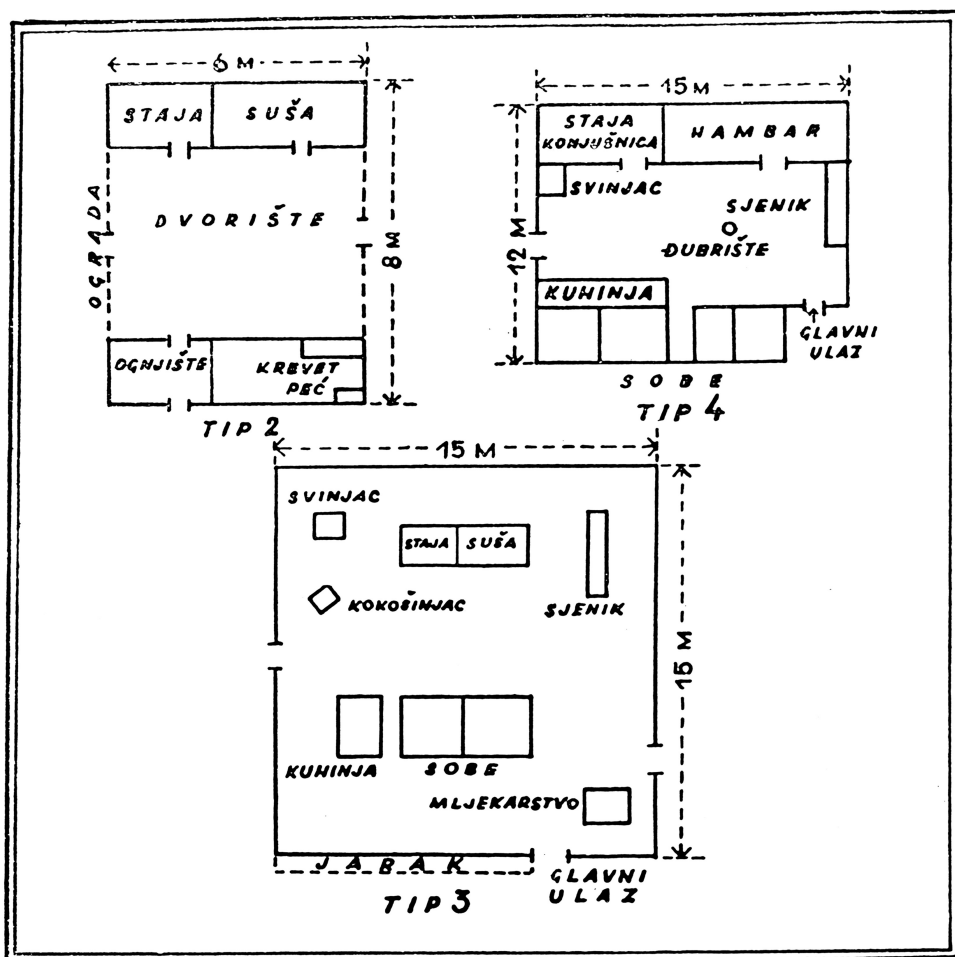 6 M
STAJA SUŠA
OGRADA
DVORIŠTE
8 M
OGNJIŠTE KREVET
PEĆ
TIP 2
15 M
STAJA
KONJUŠNICA
HAMBAR
SVINJAC
12 M
SJENIK
ĐUBRIŠTE
KUHINJA
GLAVNI
ULAZ
SOBE
TIP 4
15 M
SVINJAC
STAJA SUŠA
KOKOŠINJAC
SJENIK
15 M
KUHINJA SOBE
MLJEKARSTVO
JABAK
GLAVNI
ULAZ
TIP 3